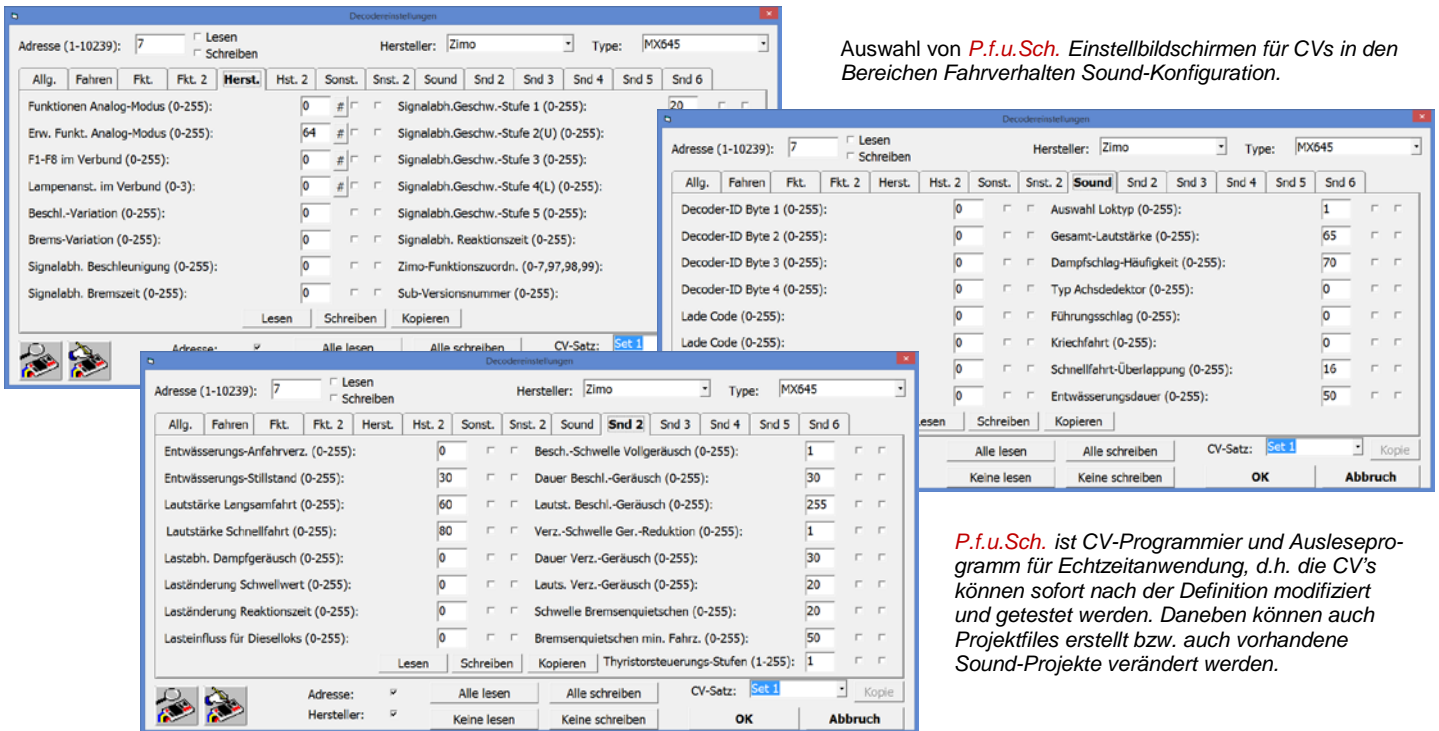 Decodereinstellungen
Adresse (1-10239): 7 Lesen Schreiben Hersteller: Zimo Type: MX645
Allg. Fahren Fkt. Fkt. 2 Herst. Hst. 2 Sonst. Snst. 2 Sound Snd 2 Snd 3 Snd 4 Snd 5 Snd 6
Funktionen Analog-Modus (0-255): 0 # Signalabh.Geschw.-Stufe 1 (0-255): 20
Erw. Funkt. Analog-Modus (0-255): 64 # Signalabh.Geschw.-Stufe 2(U) (0-255):
F1-F8 im Verbund (0-255): 0 # Signalabh.Geschw.-Stufe 3 (0-255):
Lampenanst. im Verbund (0-3): 0 # Signalabh.Geschw.-Stufe 4(L) (0-255):
Beschl.-Variation (0-255): 0 Signalabh.Geschw.-Stufe 5 (0-255):
Brems-Variation (0-255): 0 Signalabh. Reaktionszeit (0-255):
Signalabh. Beschleunigung (0-255): 0 Zimo-Funktionszuordn. (0-7,97,98,99):
Signalabh. Bremszeit (0-255): 0 Sub-Versionsnummer (0-255):
Lesen Schreiben Kopieren
Adresse: Alle lesen Alle schreiben CV-Satz: Set 1
Auswahl von P.f.u.Sch. Einstellbildschirmen für CVs in den
Bereichen Fahrverhalten Sound-Konfiguration.
Decodereinstellungen
Adresse (1-10239): 7 Lesen Schreiben Hersteller: Zimo Type: MX645
Allg. Fahren Fkt. Fkt. 2 Herst. Hst. 2 Sonst. Snst. 2 Sound Snd 2 Snd 3 Snd 4 Snd 5 Snd 6
Decoder-ID Byte 1 (0-255): 0 Auswahl Loktyp (0-255): 1
Decoder-ID Byte 2 (0-255): 0 Gesamt-Lautstärke (0-255): 65
Decoder-ID Byte 3 (0-255): 0 Dampfschlag-Häufigkeit (0-255): 70
Decoder-ID Byte 4 (0-255): 0 Typ Achsdedektor (0-255): 0
Lade Code (0-255): 0 Führungsschlag (0-255): 0
Lade Code (0-255): 0 Kriechfahrt (0-255): 0
0 Schnellfahrt-Überlappung (0-255): 16
0 Entwässerungsdauer (0-255): 50
esen Schreiben Kopieren
Alle lesen Alle schreiben CV-Satz: Set 1 Kopie
Keine lesen Keine schreiben OK Abbruch
Decodereinstellungen
Adresse (1-10239): 7 Lesen Schreiben Hersteller: Zimo Type: MX645
Allg. Fahren Fkt. Fkt. 2 Herst. Hst. 2 Sonst. Snst. 2 Sound Snd 2 Snd 3 Snd 4 Snd 5 Snd 6
Entwässerungs-Anfahrverz. (0-255): 0 Besch.-Schwelle Vollgeräusch (0-255): 1
Entwässerungs-Stillstand (0-255): 30 Dauer Beschl.-Geräusch (0-255): 30
Lautstärke Langsamfahrt (0-255): 60 Lautst. Beschl.-Geräusch (0-255): 255
Lautstärke Schnellfahrt (0-255): 80 Verz.-Schwelle Ger.-Reduktion (0-255): 1
Lastabh. Dampfgeräusch (0-255): 0 Dauer Verz.-Geräusch (0-255): 30
Laständerung Schwellwert (0-255): 0 Lauts. Verz.-Geräusch (0-255): 20
Laständerung Reaktionszeit (0-255): 0 Schwelle Bremsenquietschen (0-255): 20
Lasteinfluss für Dieselloks (0-255): 0 Bremsenquietschen min. Fahrz. (0-255): 50
Lesen Schreiben Kopieren Thyristorsteuerungs-Stufen (1-255): 1
Adresse: Alle lesen Alle schreiben CV-Satz: Set 1 Kopie
Hersteller: Keine lesen Keine schreiben OK Abbruch
P.f.u.Sch. ist CV-Programmier und Auslesepro-
gramm für Echtzeitanwendung, d.h. die CV's
können sofort nach der Definition modifiziert
und getestet werden. Daneben können auch
Projektfiles erstellt bzw. auch vorhandene
Sound-Projekte verändert werden.